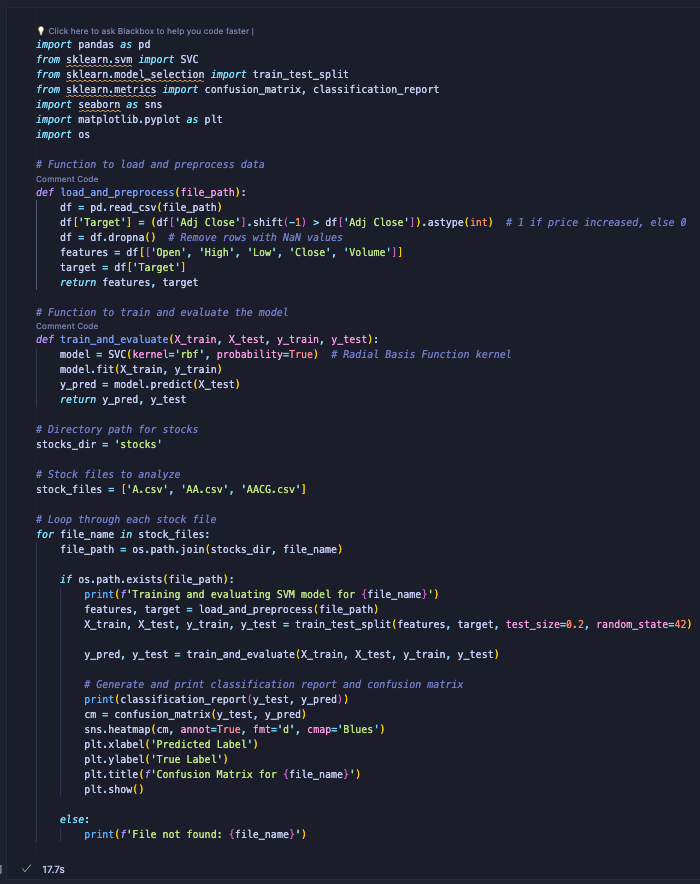 💡 Click here to ask Blackbox to help you code faster |
import pandas as pd
from sklearn.svm import SVC
from sklearn.model_selection import train_test_split
from sklearn.metrics import confusion_matrix, classification_report
import seaborn as sns
import matplotlib.pyplot as plt
import os

# Function to load and preprocess data
Comment Code
def load_and_preprocess(file_path):
    df = pd.read_csv(file_path)
    df['Target'] = (df['Adj Close'].shift(-1) > df['Adj Close']).astype(int)  # 1 if price increased, else 0
    df = df.dropna()  # Remove rows with NaN values
    features = df[['Open', 'High', 'Low', 'Close', 'Volume']]
    target = df['Target']
    return features, target

# Function to train and evaluate the model
Comment Code
def train_and_evaluate(X_train, X_test, y_train, y_test):
    model = SVC(kernel='rbf', probability=True)  # Radial Basis Function kernel
    model.fit(X_train, y_train)
    y_pred = model.predict(X_test)
    return y_pred, y_test

# Directory path for stocks
stocks_dir = 'stocks'

# Stock files to analyze
stock_files = ['A.csv', 'AA.csv', 'AACG.csv']

# Loop through each stock file
for file_name in stock_files:
    file_path = os.path.join(stocks_dir, file_name)

    if os.path.exists(file_path):
        print(f'Training and evaluating SVM model for {file_name}')
        features, target = load_and_preprocess(file_path)
        X_train, X_test, y_train, y_test = train_test_split(features, target, test_size=0.2, random_state=42)

        y_pred, y_test = train_and_evaluate(X_train, X_test, y_train, y_test)

        # Generate and print classification report and confusion matrix
        print(classification_report(y_test, y_pred))
        cm = confusion_matrix(y_test, y_pred)
        sns.heatmap(cm, annot=True, fmt='d', cmap='Blues')
        plt.xlabel('Predicted Label')
        plt.ylabel('True Label')
        plt.title(f'Confusion Matrix for {file_name}')
        plt.show()

    else:
        print(f'File not found: {file_name}')

] ✓ 17.7s